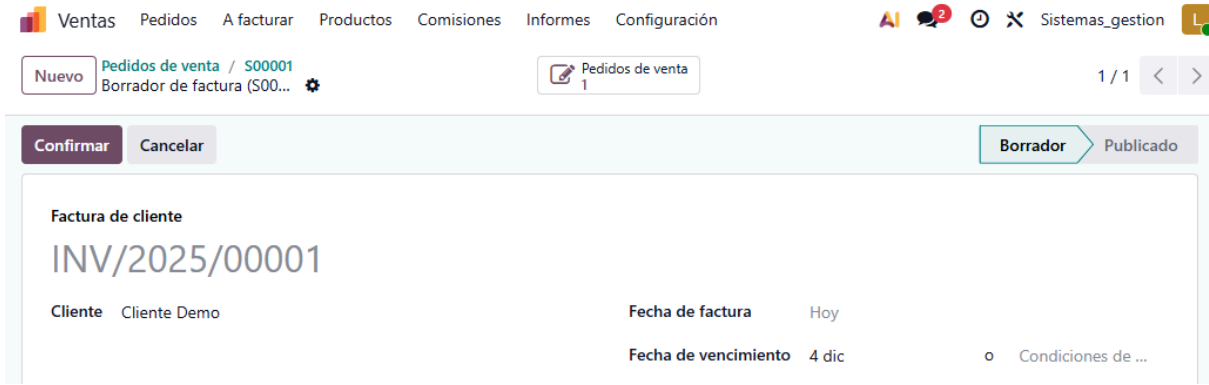 Ventas Pedidos A facturar Productos Comisiones Informes Configuración AI 2 Sistemas_gestion L
Nuevo Pedidos de venta / S00001 Pedidos de venta 1/1
Borrador de factura (S00... 1
Confirmar Cancelar Borrador Publicado
Factura de cliente
INV/2025/00001
Cliente Cliente Demo Fecha de factura Hoy
Fecha de vencimiento 4 dic o Condiciones de ...